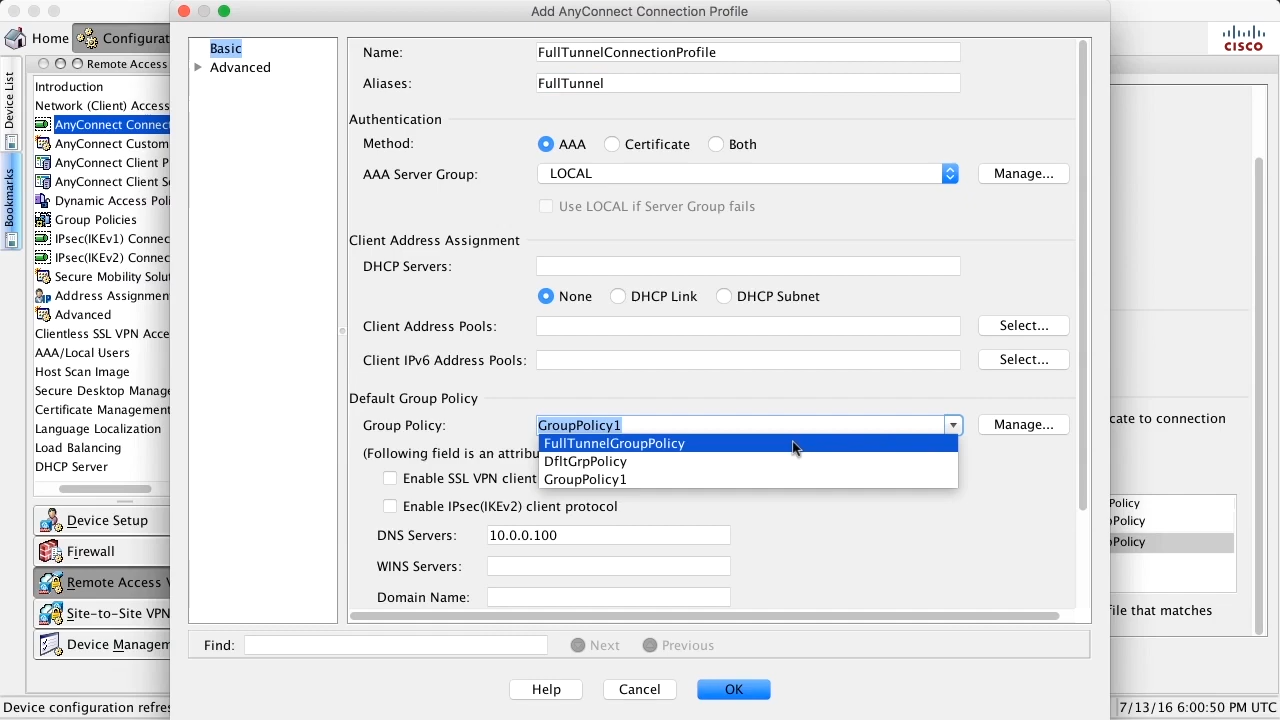 Add AnyConnect Connection Profile
Home
Configurat
CISCO
Device List
Bookmarks
Remote Access
Introduction
Network (Client) Access
AnyConnect Connect
AnyConnect Custom
AnyConnect Client P
AnyConnect Client S
Dynamic Access Poli
Group Policies
IPsec(IKEv1) Connec
IPsec(IKEv2) Connec
Secure Mobility Solut
Address Assignmen
Advanced
Clientless SSL VPN Acce
AAA/Local Users
Host Scan Image
Secure Desktop Manage
Certificate Management
Language Localization
Load Balancing
DHCP Server
Device Setup
Firewall
Remote Access V
Site-to-Site VPN
Device Managem
Device configuration refres
Basic
Advanced
Name: FullTunnelConnectionProfile
Aliases: FullTunnel
Authentication
Method: AAA Certificate Both
AAA Server Group: LOCAL Manage...
Use LOCAL if Server Group fails
Client Address Assignment
DHCP Servers:
None DHCP Link DHCP Subnet
Client Address Pools: Select...
Client IPv6 Address Pools: Select...
Default Group Policy
Group Policy: GroupPolicy1 Manage...
FullTunnelGroupPolicy
DfltGrpPolicy
GroupPolicy1
(Following field is an attribu
Enable SSL VPN client
Enable IPsec(IKEv2) client protocol
DNS Servers: 10.0.0.100
WINS Servers:
Domain Name:
Find: Next Previous
Help Cancel OK
cate to connection
Policy
pPolicy
pPolicy
file that matches
7/13/16 6:00:50 PM UTC